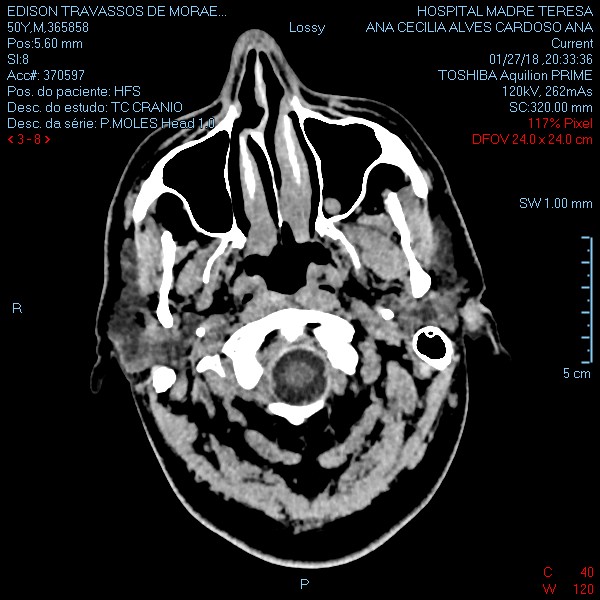 EDISON TRAVASSOS DE MORAE...
50Y,M,365858
Pos:5.60 mm
SI:8
Acc#: 370597
Pos. do paciente: HFS
Desc. do estudo: TC CRANIO
Desc. da série: P.MOLES Head 1.0
< 3 - 8 >
Lossy
HOSPITAL MADRE TERESA
ANA CECILIA ALVES CARDOSO ANA
Current
01/27/18 ,20:33:36
TOSHIBA Aquilion PRIME
120kV, 262mAs
SC:320.00 mm
117% Pixel
DFOV 24.0 x 24.0 cm
SW 1.00 mm
R
5 cm
P
C 40
W 120